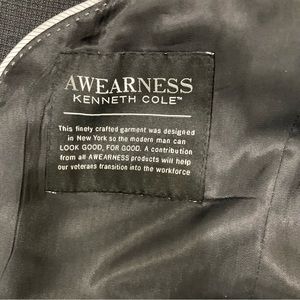 AWEARNESS
KENNETH COLE™
This finely crafted garment was designed
in New York so the modern man can
LOOK GOOD, FOR GOOD. A contribution
from all AWEARNESS products will help
our veterans transition into the workforce